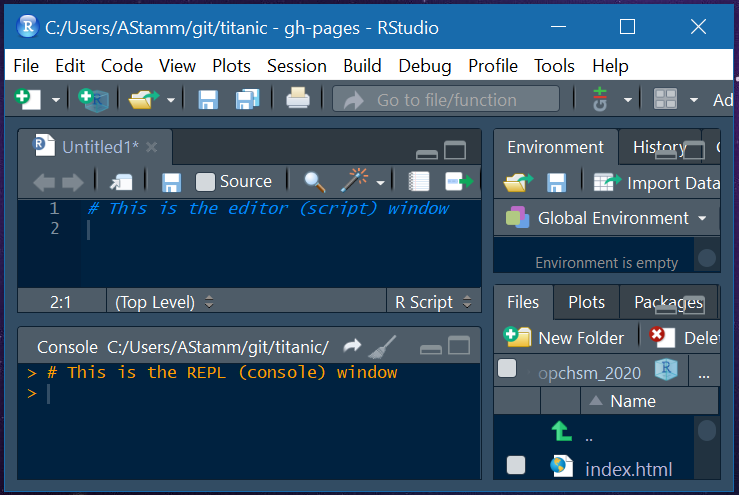 C:/Users/AStamm/git/titanic - gh-pages - RStudio
File Edit Code View Plots Session Build Debug Profile Tools Help
Go to file/function
Ad
Untitled1*
Source
1 # This is the editor (script) window
2
2:1 (Top Level) R Script
Console C:/Users/AStamm/git/titanic/
> # This is the REPL (console) window
>
Environment History C
Import Data
Global Environment
Environment is empty
Files Plots Packages
New Folder Dele
opchsm_2020 ...
Name
..
index.html